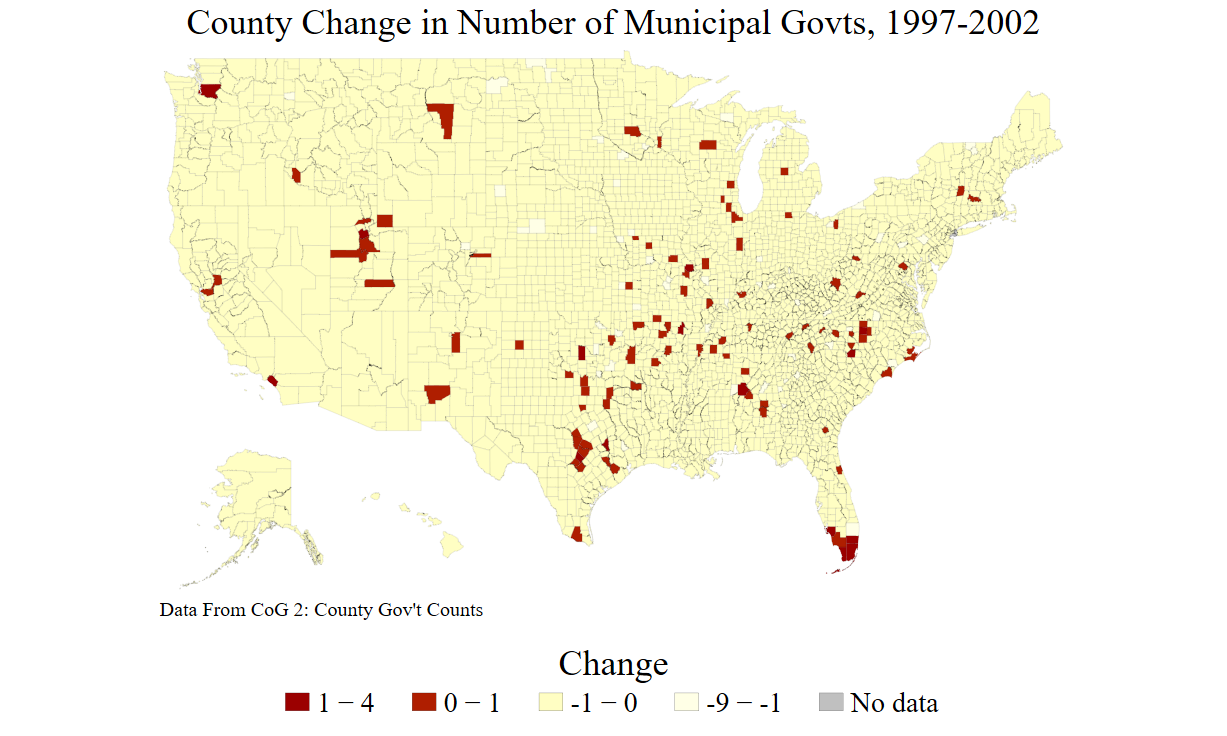 County Change in Number of Municipal Govts, 1997-2002
Data From CoG 2: County Gov't Counts
Change
1 − 4 0 − 1 -1 − 0 -9 − -1 No data